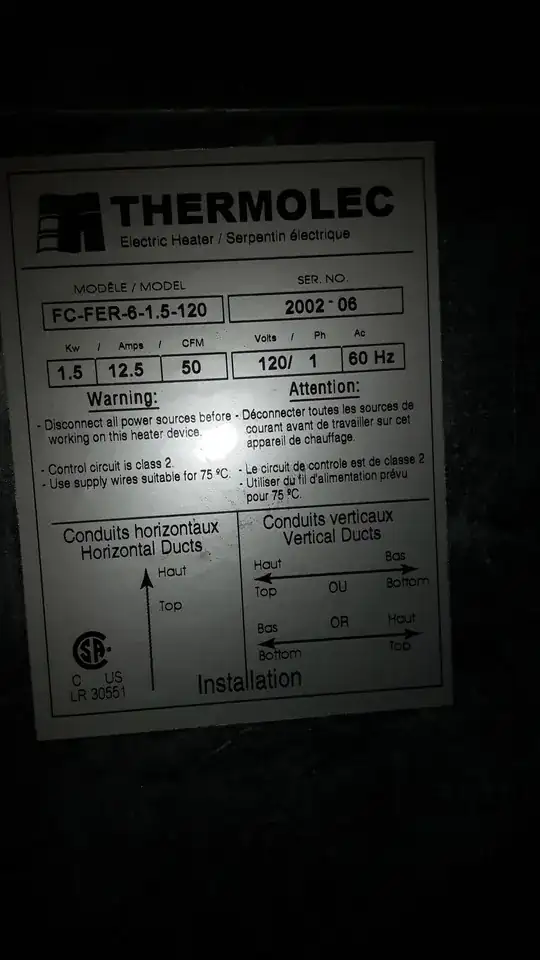 THERMOLEC
Electric Heater / Serpentin électrique
MODÈLE / MODEL
SER. NO.
FC-FER-6-1.5-120
2002-06
Kw / Amps / CFM
Volts / Ph
Ac
1.5
12.5
50
120/ 1
60 Hz
Warning:
- Disconnect all power sources before
working on this heater device.
- Control circuit is class 2.
- Use supply wires suitable for 75 ºC.
Attention:
- Déconnecter toutes les sources de
courant avant de travailler sur cet
appareil de chauffage.
- Le circuit de controle est de classe 2
- Utiliser du fil d'alimentation prévu
pour 75 ºC.
Conduits horizontaux
Horizontal Ducts
Haut
Top
Conduits verticaux
Vertical Ducts
Haut
Bas
Top
OU
Bottom
Bas
OR
Haut
Bottom
Top
SA
C US
LR 30551
Installation